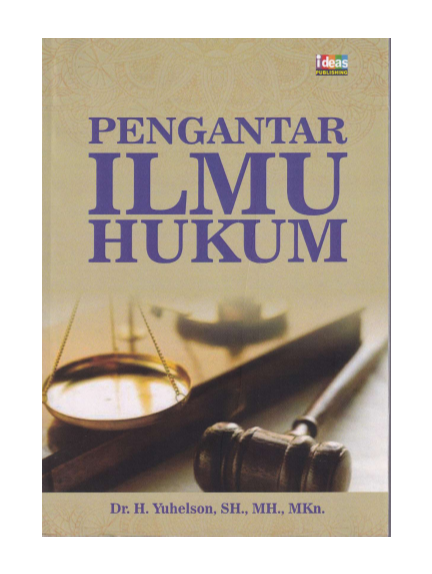 ideas
PUBLISHING
PENGANTAR
ILMU
HUKUM
Dr. H. Yuhelson, SH., MH., MKn.